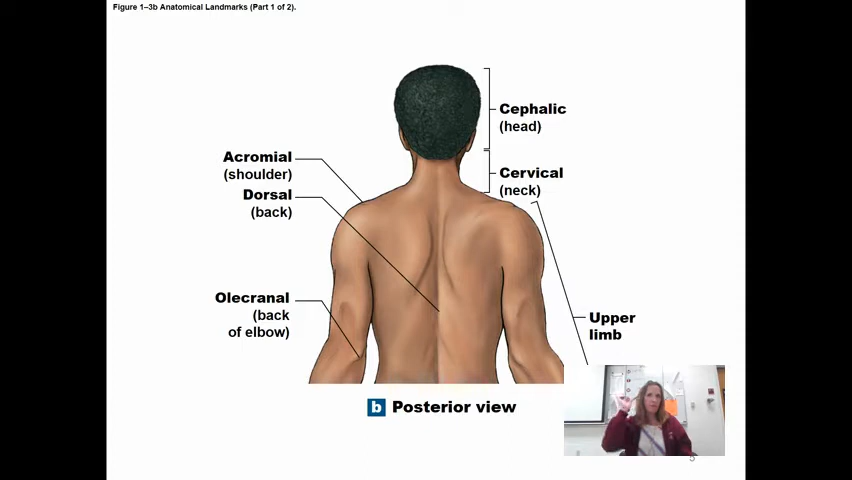 Figure 1–3b Anatomical Landmarks (Part 1 of 2).
Cephalic
(head)
Acromial
(shoulder)
Cervical
(neck)
Dorsal
(back)
Olecranal
(back
of elbow)
Upper
limb
b Posterior view
5